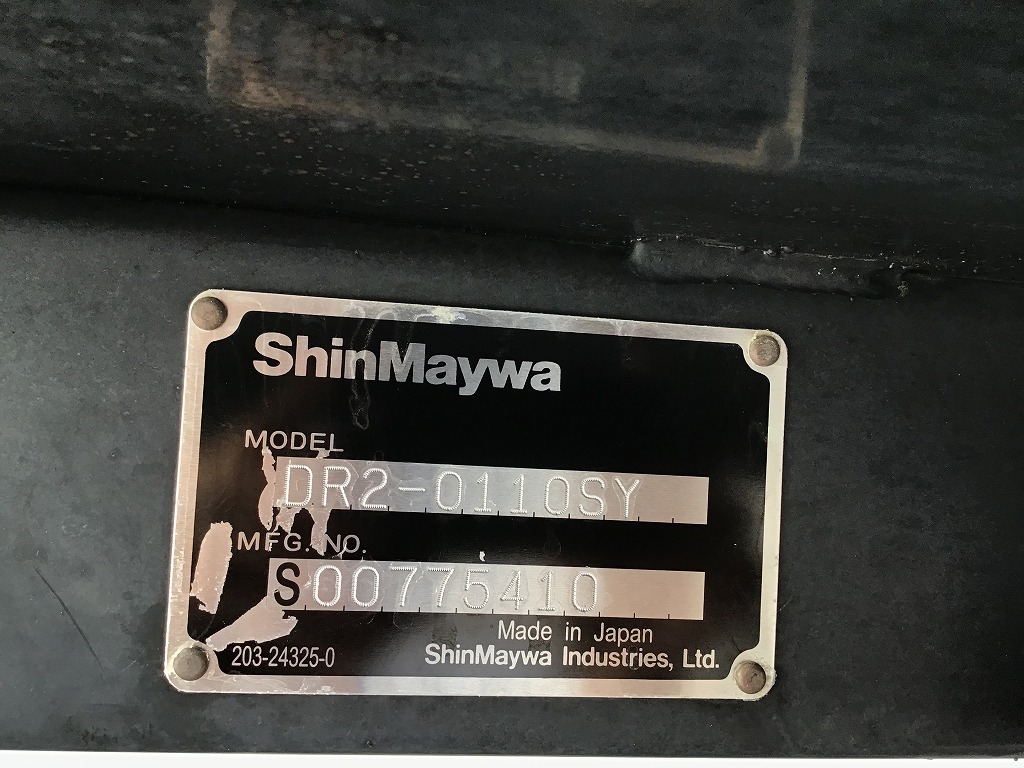 ShinMaywa
MODEL
DR2-0110SY
MFG. NO.
S00775410
Made in Japan
203-24325-0 ShinMaywa Industries, Ltd.